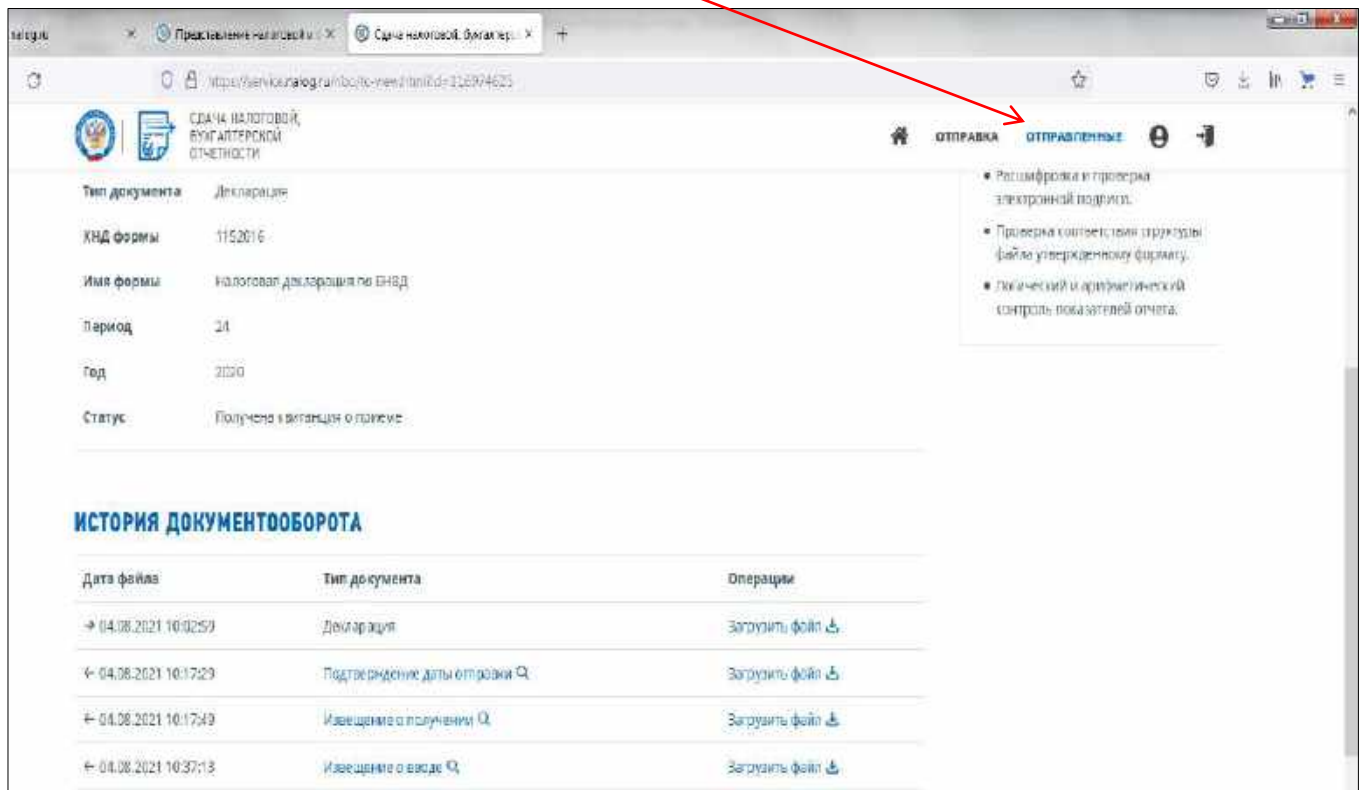 nalog.ru
Представление налоговой и
Сдача налоговой, бухгалтер
СДАЧА НАЛОГОВОЙ,
БУХГАЛТЕРСКОЙ
ОТЧЕТНОСТИ
ОТПРАВКА ОТПРАВЛЕННЫЕ
Расшифровка и проверка
электронной подписи.
Проверка соответствия структуры
файла утвержденному формату.
Логический и арифметический
контроль показателей отчета.
Тип документа Декларация
КНД формы 1152016
Имя формы Налоговая декларация по ЕНВД
Период 24
Год 2020
Статус Получена квитанция о приеме
ИСТОРИЯ ДОКУМЕНТООБОРОТА
Дата файла Тип документа Операции
→ 04.08.2021 10:02:59 Декларация Загрузить файл
← 04.08.2021 10:17:29 Подтверждение даты отправки Загрузить файл
← 04.08.2021 10:17:49 Извещение о получении Загрузить файл
← 04.08.2021 10:37:13 Извещение о вводе Загрузить файл